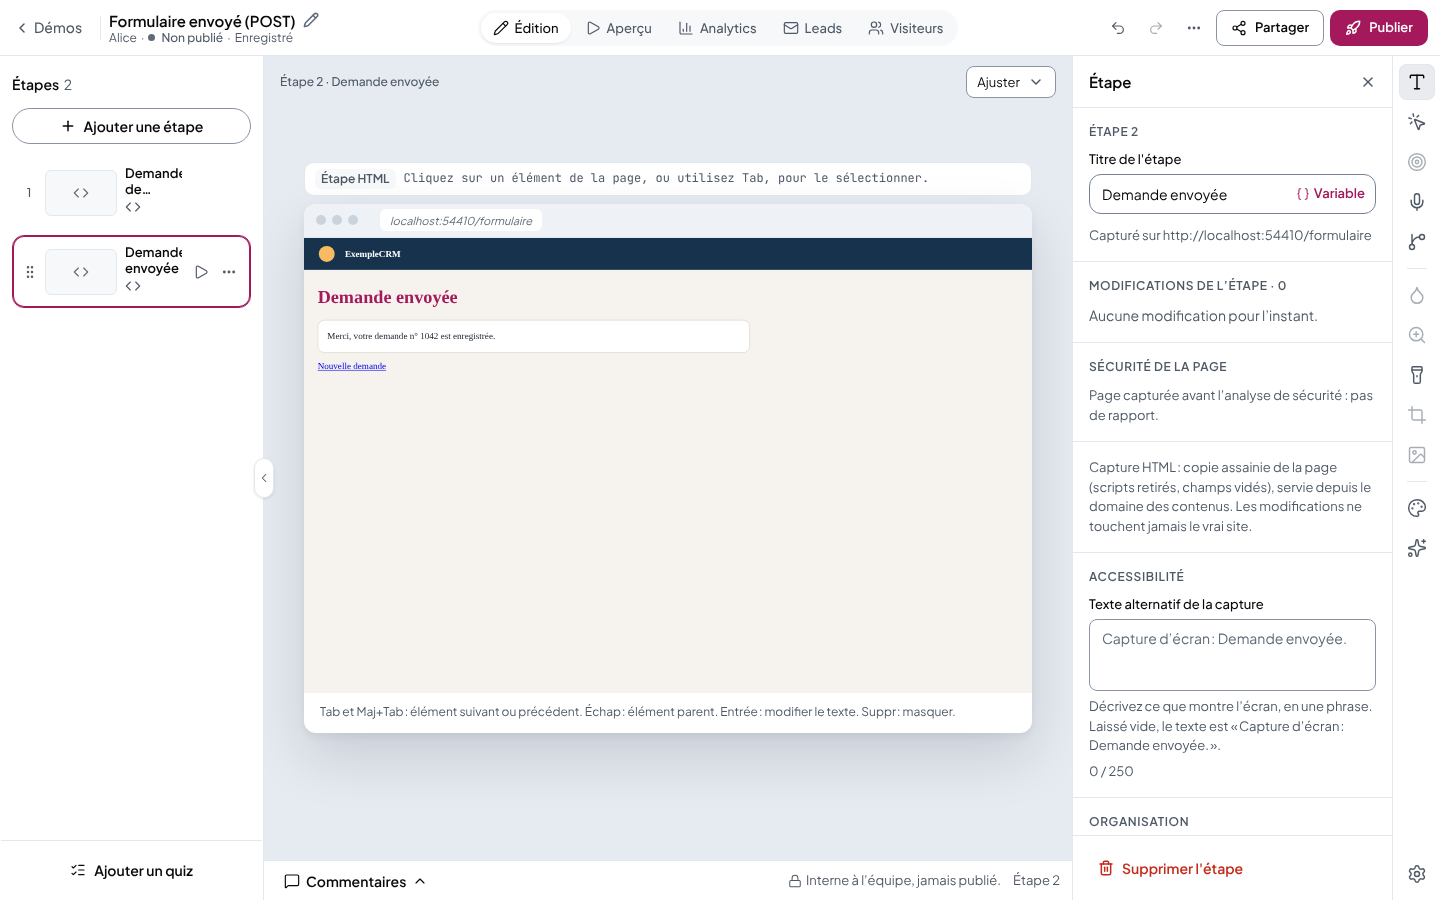 Démos
Formulaire envoyé (POST)
Alice · Non publié · Enregistré
Édition
Aperçu
Analytics
Leads
Visiteurs
Partager
Publier
Étapes 2
Ajouter une étape
1
Demande
de…
Demande
envoyée
Ajouter un quiz
Étape 2 · Demande envoyée
Ajuster
Étape HTML
Cliquez sur un élément de la page, ou utilisez Tab, pour le sélectionner.
localhost:54410/formulaire
ExempleCRM
Demande envoyée
Merci, votre demande n° 1042 est enregistrée.
Nouvelle demande
Tab et Maj+Tab : élément suivant ou précédent. Échap : élément parent. Entrée : modifier le texte. Suppr : masquer.
Commentaires
Interne à l’équipe, jamais publié.
Étape 2
Étape
ÉTAPE 2
Titre de l'étape
Demande envoyée
{ } Variable
Capturé sur http://localhost:54410/formulaire
MODIFICATIONS DE L’ÉTAPE · 0
Aucune modification pour l’instant.
SÉCURITÉ DE LA PAGE
Page capturée avant l’analyse de sécurité : pas
de rapport.
Capture HTML : copie assainie de la page
(scripts retirés, champs vidés), servie depuis le
domaine des contenus. Les modifications ne
touchent jamais le vrai site.
ACCESSIBILITÉ
Texte alternatif de la capture
Capture d’écran : Demande envoyée.
Décrivez ce que montre l’écran, en une phrase.
Laissé vide, le texte est « Capture d’écran :
Demande envoyée. ».
0 / 250
ORGANISATION
Supprimer l'étape